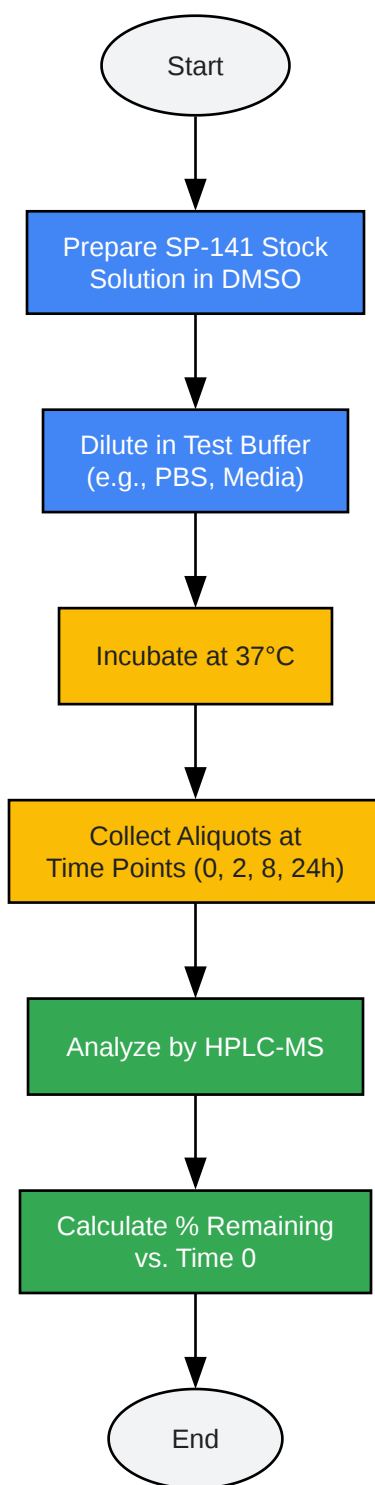 Start
Prepare SP-141 Stock
Solution in DMSO
Dilute in Test Buffer
(e.g., PBS, Media)
Incubate at 37°C
Collect Aliquots at
Time Points (0, 2, 8, 24h)
Analyze by HPLC-MS
Calculate % Remaining
vs. Time 0
End